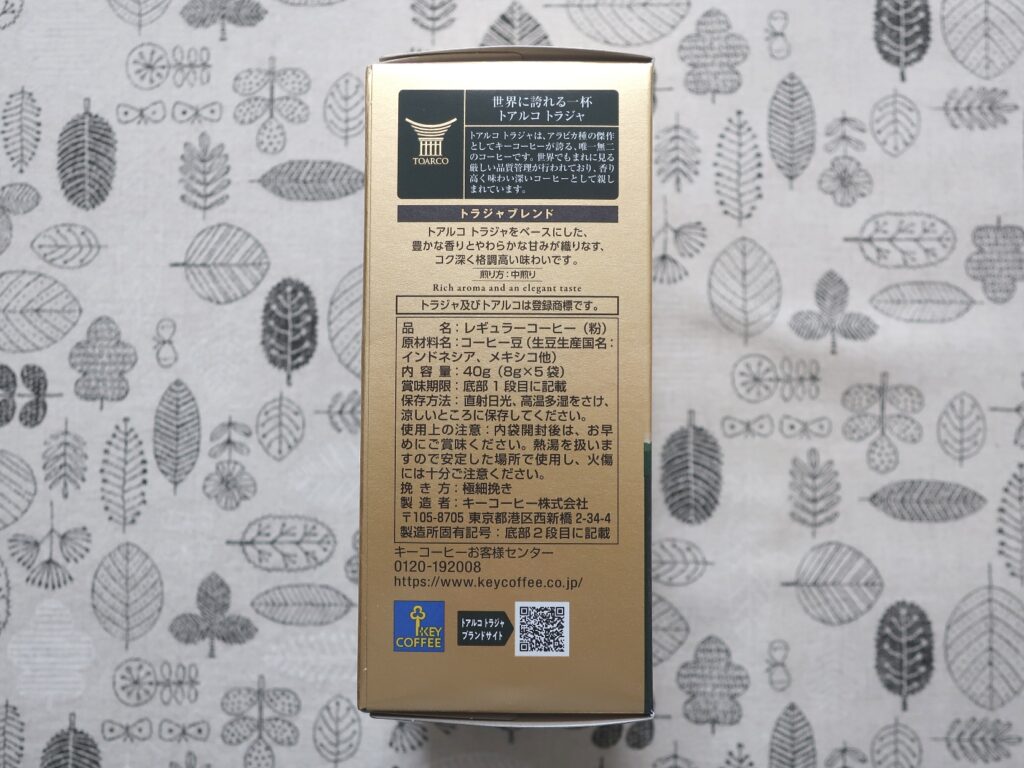 世界に誇れる一杯
トアルコ トラジャ
TOARCO
トアルコ トラジャは、アラビカ種の傑作
としてキーコーヒーが誇る、唯一無二
のコーヒーです。世界でもまれに見る
厳しい品質管理が行われており、香り
高く味わい深いコーヒーとして親し
まれています。
トラジャブレンド
トアルコ トラジャをベースにした、
豊かな香りとやわらかな甘みが織りなす、
コク深く格調高い味わいです。
煎り方：中煎り
Rich aroma and an elegant taste
トラジャ及びトアルコは登録商標です。
品　名：レギュラーコーヒー（粉）
原材料名：コーヒー豆（生豆生産国名：
インドネシア、メキシコ他）
内 容 量：40g（8g×5袋）
賞味期限：底部1段目に記載
保存方法：直射日光、高温多湿をさけ、
涼しいところに保存してください。
使用上の注意：内袋開封後は、お早
めにご賞味ください。熱湯を扱いま
すので安定した場所で使用し、火傷
には十分ご注意ください。
挽 き 方：極細挽き
製 造 者：キーコーヒー株式会社
〒105-8705 東京都港区西新橋 2-34-4
製造所固有記号：底部2段目に記載
キーコーヒーお客様センター
0120-192008
https://www.keycoffee.co.jp/
KEY
COFFEE
トアルコ トラジャ
ブランドサイト